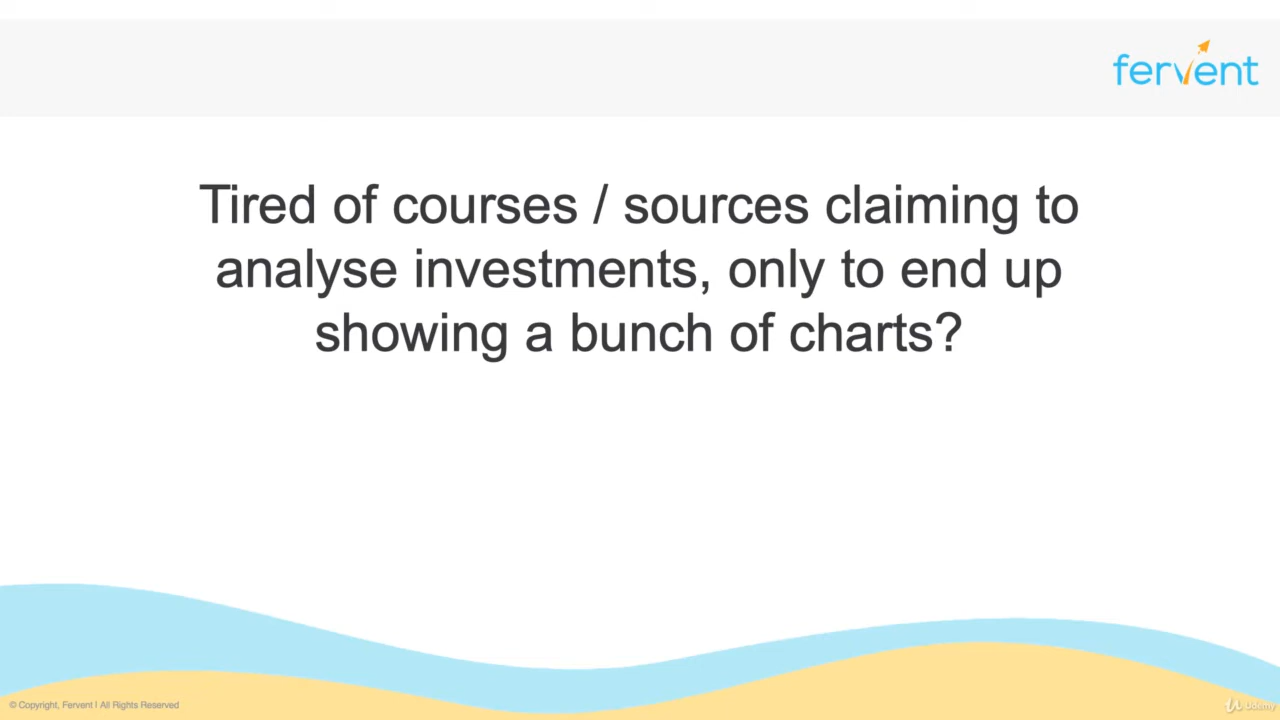 fervent
Tired of courses / sources claiming to
analyse investments, only to end up
showing a bunch of charts?
© Copyright, Fervent | All Rights Reserved
Udemy